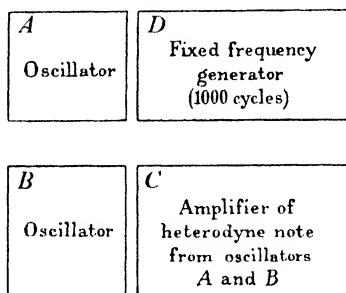 A
Oscillator
D
Fixed frequency
generator
(1000 cycles)
B
Oscillator
C
Amplifier of
heterodyne note
from oscillators
A and B